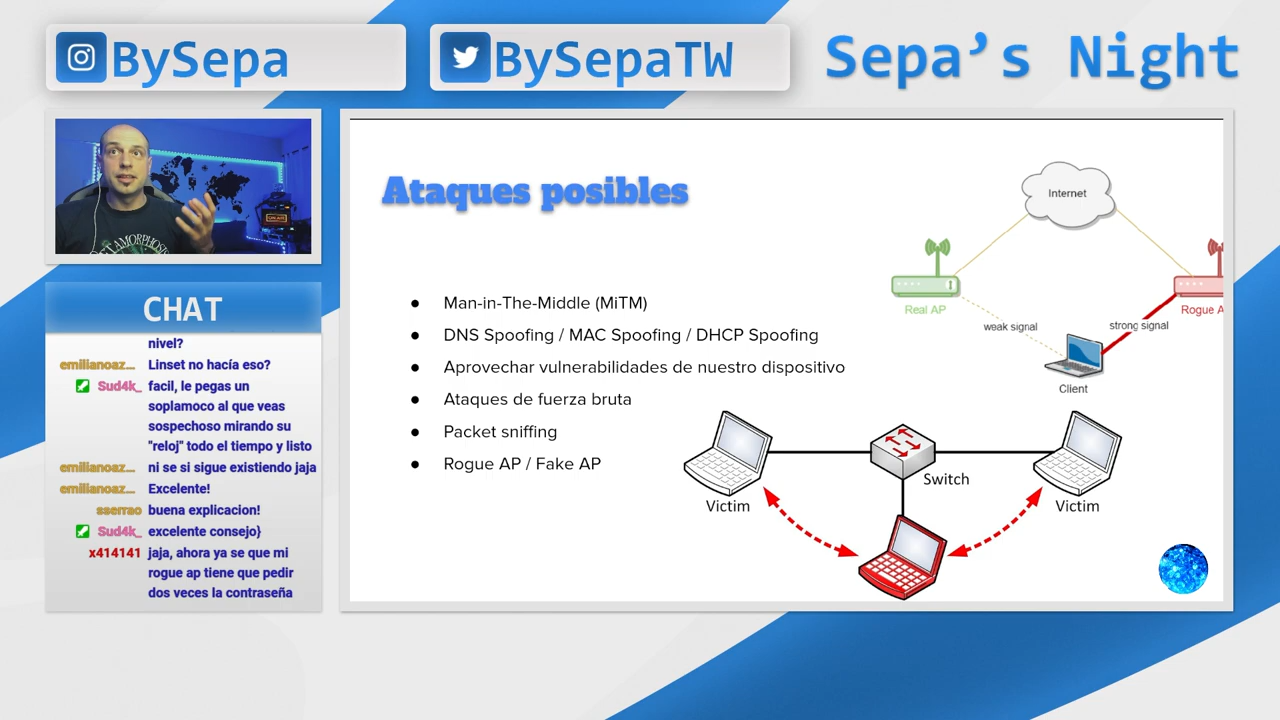 BySepa
BySepaTW
Sepa's Night
CHAT
nivel?
emilianoaz... Linset no hacía eso?
Sud4k_ facil, le pegas un
soplamoco al que veas
sospechoso mirando su
"reloj" todo el tiempo y listo
emilianoaz... ni se si sigue existiendo jaja
emilianoaz... Excelente!
sserrao buena explicacion!
Sud4k_ excelente consejo}
x414141 jaja, ahora ya se que mi
rogue ap tiene que pedir
dos veces la contraseña
Ataques posibles
● Man-in-The-Middle (MiTM)
● DNS Spoofing / MAC Spoofing / DHCP Spoofing
● Aprovechar vulnerabilidades de nuestro dispositivo
● Ataques de fuerza bruta
● Packet sniffing
● Rogue AP / Fake AP
Internet
Real AP
Rogue A
weak signal
strong signal
Client
Switch
Victim
Victim